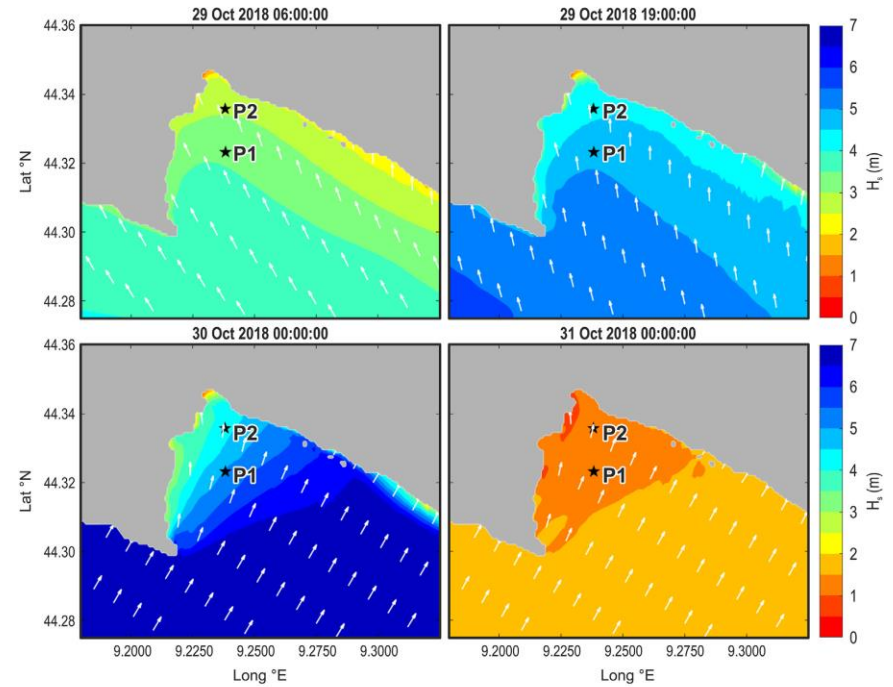 29 Oct 2018 06:00:00
29 Oct 2018 19:00:00
44.36
44.34
44.32
44.30
44.28
Lat °N
P2
P1
P2
P1
7
6
5
4
3
2
1
0
Hs (m)
30 Oct 2018 00:00:00
31 Oct 2018 00:00:00
44.36
44.34
44.32
44.30
44.28
Lat °N
P2
P1
P2
P1
7
6
5
4
3
2
1
0
Hs (m)
9.2000 9.2250 9.2500 9.2750 9.3000
9.2000 9.2250 9.2500 9.2750 9.3000
Long °E
Long °E